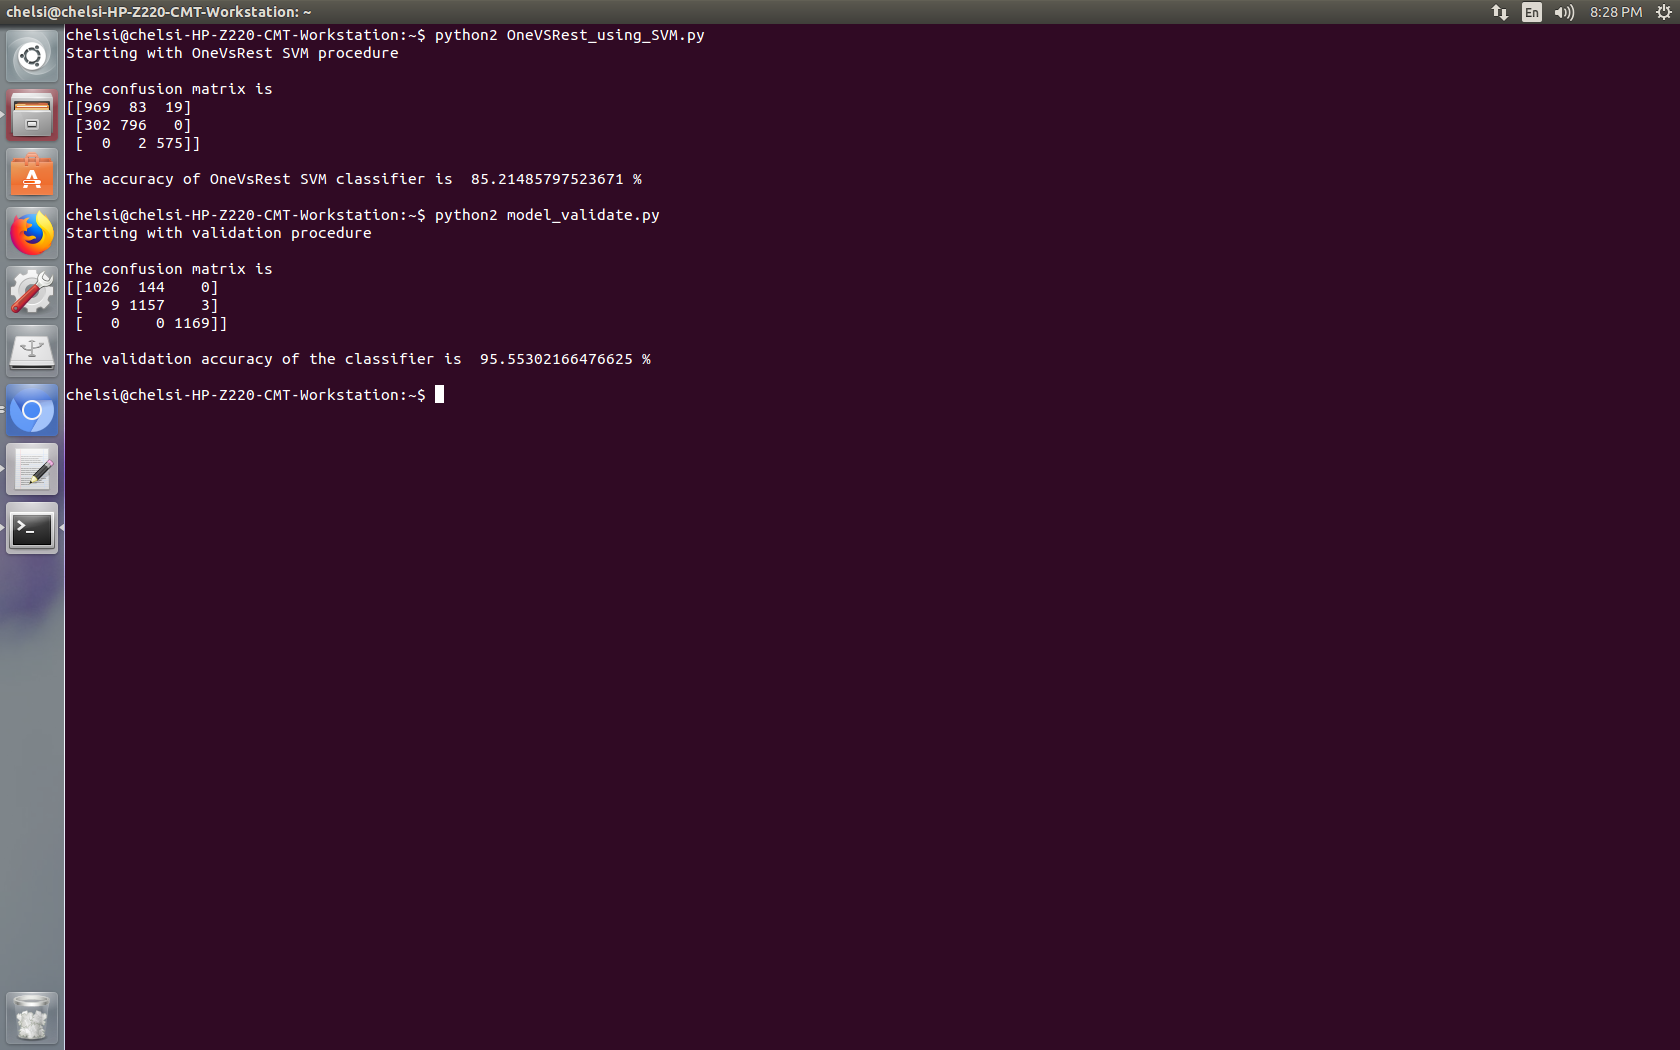 chelsi@chelsi-HP-Z220-CMT-Workstation: ~ En 8:28 PM
chelsi@chelsi-HP-Z220-CMT-Workstation:~$ python2 OneVSRest_using_SVM.py
Starting with OneVsRest SVM procedure
The confusion matrix is
[[969  83  19]
 [302 796   0]
 [  0   2 575]]
The accuracy of OneVsRest SVM classifier is  85.21485797523671 %
chelsi@chelsi-HP-Z220-CMT-Workstation:~$ python2 model_validate.py
Starting with validation procedure
The confusion matrix is
[[1026  144    0]
 [   9 1157    3]
 [   0    0 1169]]
The validation accuracy of the classifier is  95.55302166476625 %
chelsi@chelsi-HP-Z220-CMT-Workstation:~$